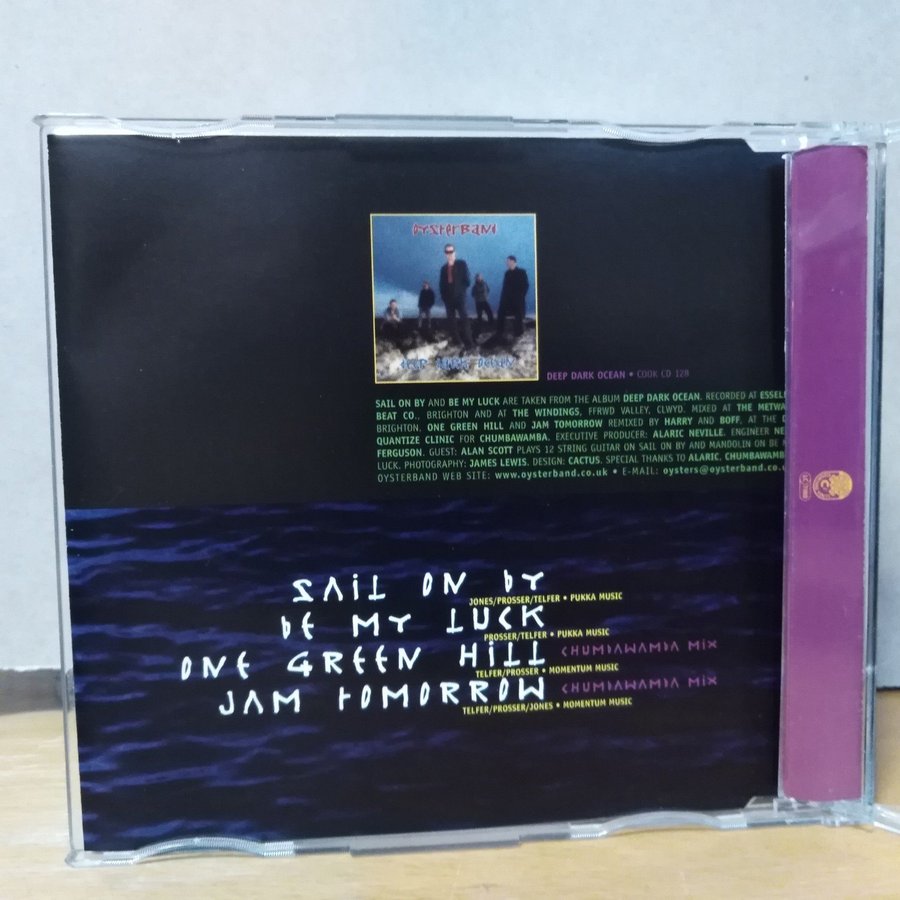 OYSTERBAND
DEEP DARK OCEAN
DEEP DARK OCEAN • COOK CD 128
SAIL ON BY AND BE MY LUCK ARE TAKEN FROM THE ALBUM DEEP DARK OCEAN. RECORDED AT
BEAT CO., BRIGHTON AND AT THE WINDINGS, FFRWD VALLEY, CLWYD. MIXED AT THE METWA
BRIGHTON. ONE GREEN HILL AND JAM TOMORROW REMIXED BY HARRY AND BOFF, AT THE
QUANTIZE CLINIC FOR CHUMBAWAMBA. EXECUTIVE PRODUCER: ALARIC NEVILLE. ENGINEER
FERGUSON. GUEST: ALAN SCOTT PLAYS 12 STRING GUITAR ON SAIL ON BY AND MANDOLIN ON BE
LUCK. PHOTOGRAPHY: JAMES LEWIS. DESIGN: CACTUS. SPECIAL THANKS TO ALARIC, CHUMBAWAMB
OYSTERBAND WEB SITE: www.oysterband.co.uk • E-MAIL: oysters@oysterband.co.u
SAIL ON BY
JONES/PROSSER/TELFER • PUKKA MUSIC
BE MY LUCK
PROSSER/TELFER • PUKKA MUSIC
ONE GREEN HILL CHUMBAWAMBA MIX
TELFER/PROSSER • MOMENTUM MUSIC
JAM TOMORROW CHUMBAWAMBA MIX
TELFER/PROSSER/JONES • MOMENTUM MUSIC